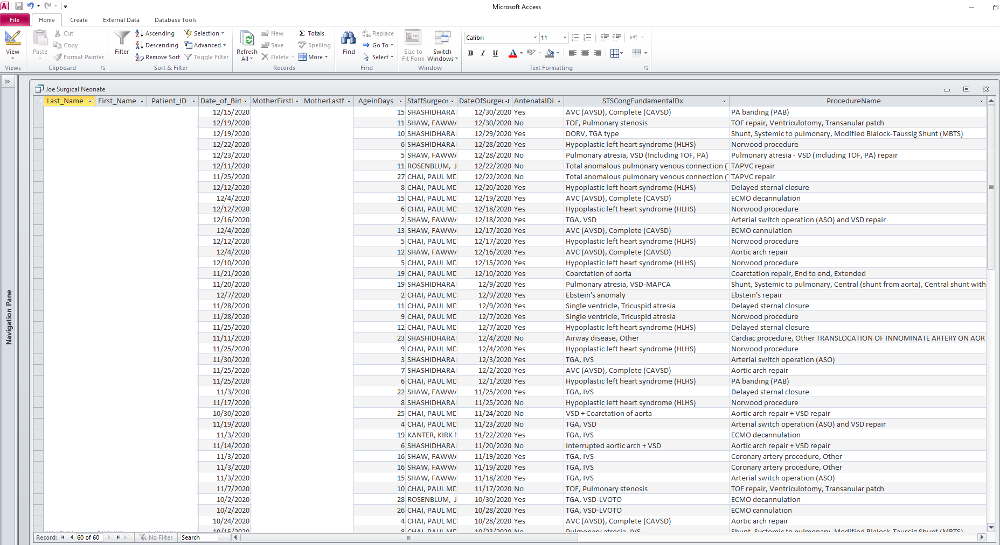 Microsoft Access
File Home Create External Data Database Tools
View Paste Cut Copy Format Painter Filter Ascending Descending Remove Sort Selection Advanced Toggle Filter Refresh All New Save Delete Totals Spelling More Find Replace Go To Select Size to Fit Form Switch Windows Calibri 11 B I U A
Views Clipboard Sort & Filter Records Find Window Text Formatting
Navigation Pane
Joe Surgical Neonate
Last_Name First_Name Patient_ID Date_of_Birt MotherFirstI MotherLastN AgeinDays StaffSurgeor DateOfSurger AntenatalDi STSCongFundamentalDx ProcedureName
12/15/2020 15 SHASHIDHARAI 12/30/2020 Yes AVC (AVSD), Complete (CAVSD) PA banding (PAB)
12/19/2020 11 SHAW, FAWWA 12/30/2020 No TOF, Pulmonary stenosis TOF repair, Ventriculotomy, Transanular patch
12/19/2020 10 SHASHIDHARAI 12/29/2020 Yes DORV, TGA type Shunt, Systemic to pulmonary, Modified Blalock-Taussig Shunt (MBTS)
12/22/2020 6 SHASHIDHARAI 12/28/2020 Yes Hypoplastic left heart syndrome (HLHS) Norwood procedure
12/23/2020 5 SHAW, FAWWA 12/28/2020 No Pulmonary atresia, VSD (Including TOF, PA) Pulmonary atresia - VSD (including TOF, PA) repair
12/11/2020 11 ROSENBLUM, J 12/22/2020 No Total anomalous pulmonary venous connection ( TAPVC repair
11/25/2020 27 CHAI, PAUL MD 12/22/2020 No Total anomalous pulmonary venous connection ( TAPVC repair
12/12/2020 8 CHAI, PAUL MD 12/20/2020 Yes Hypoplastic left heart syndrome (HLHS) Delayed sternal closure
12/4/2020 15 CHAI, PAUL MD 12/19/2020 Yes AVC (AVSD), Complete (CAVSD) ECMO decannulation
12/12/2020 6 CHAI, PAUL MD 12/18/2020 Yes Hypoplastic left heart syndrome (HLHS) Norwood procedure
12/16/2020 2 SHAW, FAWWA 12/18/2020 Yes TGA, VSD Arterial switch operation (ASO) and VSD repair
12/4/2020 13 SHAW, FAWWA 12/17/2020 Yes AVC (AVSD), Complete (CAVSD) ECMO cannulation
12/12/2020 5 CHAI, PAUL MD 12/17/2020 Yes Hypoplastic left heart syndrome (HLHS) Norwood procedure
12/4/2020 12 SHAW, FAWWA 12/16/2020 Yes AVC (AVSD), Complete (CAVSD) Aortic arch repair
12/10/2020 5 CHAI, PAUL MD 12/15/2020 Yes Hypoplastic left heart syndrome (HLHS) Norwood procedure
11/21/2020 19 CHAI, PAUL MD 12/10/2020 Yes Coarctation of aorta Coarctation repair, End to end, Extended
11/20/2020 19 SHASHIDHARAI 12/9/2020 Yes Pulmonary atresia, VSD-MAPCA Shunt, Systemic to pulmonary, Central (shunt from aorta), Central shunt with
12/7/2020 2 CHAI, PAUL MD 12/9/2020 Yes Ebstein's anomaly Ebstein's repair
11/28/2020 11 CHAI, PAUL MD 12/9/2020 Yes Single ventricle, Tricuspid atresia Delayed sternal closure
11/28/2020 9 CHAI, PAUL MD 12/7/2020 Yes Single ventricle, Tricuspid atresia Norwood procedure
11/25/2020 12 CHAI, PAUL MD 12/7/2020 Yes Hypoplastic left heart syndrome (HLHS) Delayed sternal closure
11/11/2020 23 SHASHIDHARAI 12/4/2020 No Airway disease, Other Cardiac procedure, Other TRANSLOCATION OF INNOMINATE ARTERY ON AOR
11/25/2020 9 CHAI, PAUL MD 12/4/2020 Yes Hypoplastic left heart syndrome (HLHS) Norwood procedure
11/30/2020 3 SHASHIDHARAI 12/3/2020 Yes TGA, IVS Arterial switch operation (ASO)
11/25/2020 7 SHASHIDHARAI 12/2/2020 Yes AVC (AVSD), Complete (CAVSD) Aortic arch repair
11/25/2020 6 CHAI, PAUL MD 12/1/2020 Yes Hypoplastic left heart syndrome (HLHS) PA banding (PAB)
11/3/2020 22 SHAW, FAWWA 11/25/2020 Yes TGA, IVS Delayed sternal closure
11/17/2020 8 SHASHIDHARAI 11/25/2020 No Hypoplastic left heart syndrome (HLHS) Norwood procedure
10/30/2020 25 CHAI, PAUL MD 11/24/2020 No VSD + Coarctation of aorta Aortic arch repair + VSD repair
11/19/2020 4 CHAI, PAUL MD 11/23/2020 No TGA, VSD Arterial switch operation (ASO) and VSD repair
11/3/2020 19 KANTER, KIRK M 11/22/2020 Yes TGA, IVS ECMO decannulation
11/14/2020 6 SHASHIDHARAI 11/20/2020 No Interrupted aortic arch + VSD Aortic arch repair + VSD repair
11/3/2020 16 SHAW, FAWWA 11/19/2020 Yes TGA, IVS Coronary artery procedure, Other
11/3/2020 16 SHAW, FAWWA 11/19/2020 Yes TGA, IVS Coronary artery procedure, Other
11/3/2020 15 SHAW, FAWWA 11/18/2020 Yes TGA, IVS Arterial switch operation (ASO)
11/7/2020 10 CHAI, PAUL MD 11/17/2020 No TOF, Pulmonary stenosis TOF repair, Ventriculotomy, Transanular patch
10/2/2020 28 ROSENBLUM, J 10/30/2020 Yes TGA, VSD-LVOTO ECMO decannulation
10/2/2020 26 CHAI, PAUL MD 10/28/2020 Yes TGA, VSD-LVOTO ECMO cannulation
10/24/2020 4 CHAI, PAUL MD 10/28/2020 Yes AVC (AVSD), Complete (CAVSD) Aortic arch repair
10/15/2020 8 CHAI, PAUL MD 10/23/2020 No Pulmonary atresia, IVS Shunt, Systemic to pulmonary, Modified Blalock-Taussig Shunt (MBTS)
Record: 60 of 60 No Filter Search